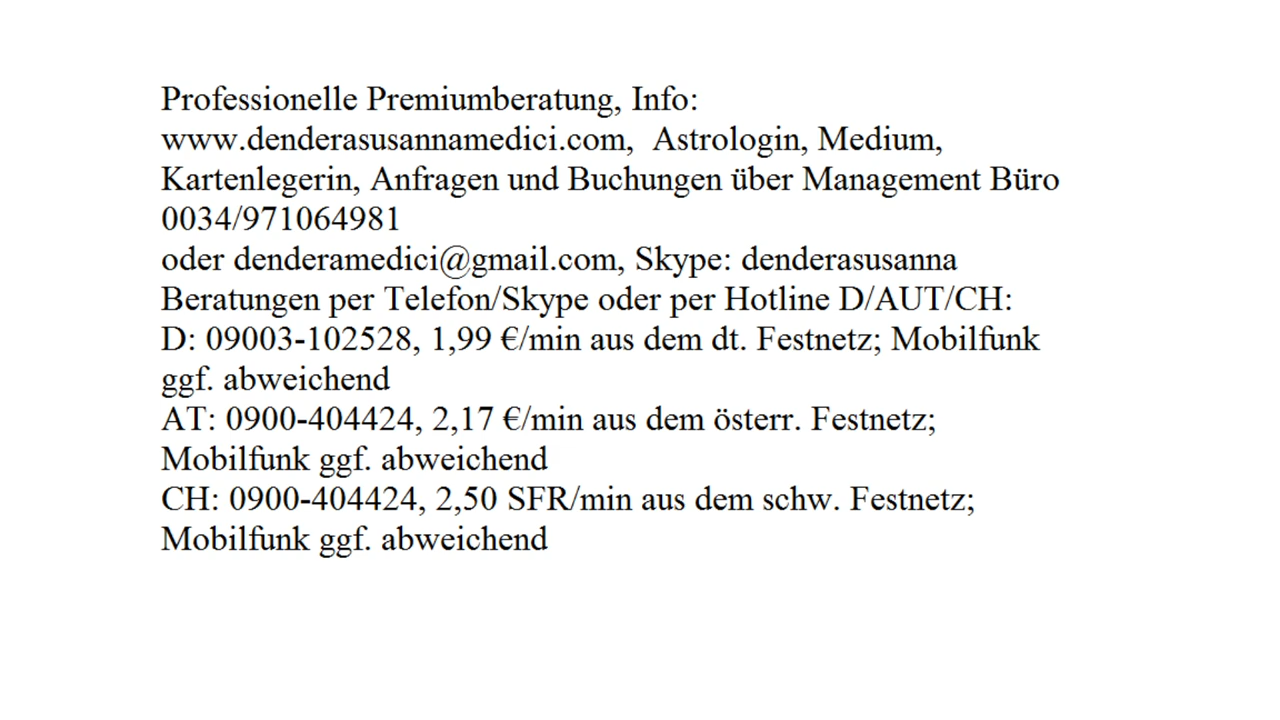 Professionelle Premiumberatung, Info:
www.denderasusannamedici.com,  Astrologin, Medium,
Kartenlegerin, Anfragen und Buchungen über Management Büro
0034/971064981
oder denderamedici@gmail.com, Skype: denderasusanna
Beratungen per Telefon/Skype oder per Hotline D/AUT/CH:
D: 09003-102528, 1,99 €/min aus dem dt. Festnetz; Mobilfunk
ggf. abweichend
AT: 0900-404424, 2,17 €/min aus dem österr. Festnetz;
Mobilfunk ggf. abweichend
CH: 0900-404424, 2,50 SFR/min aus dem schw. Festnetz;
Mobilfunk ggf. abweichend